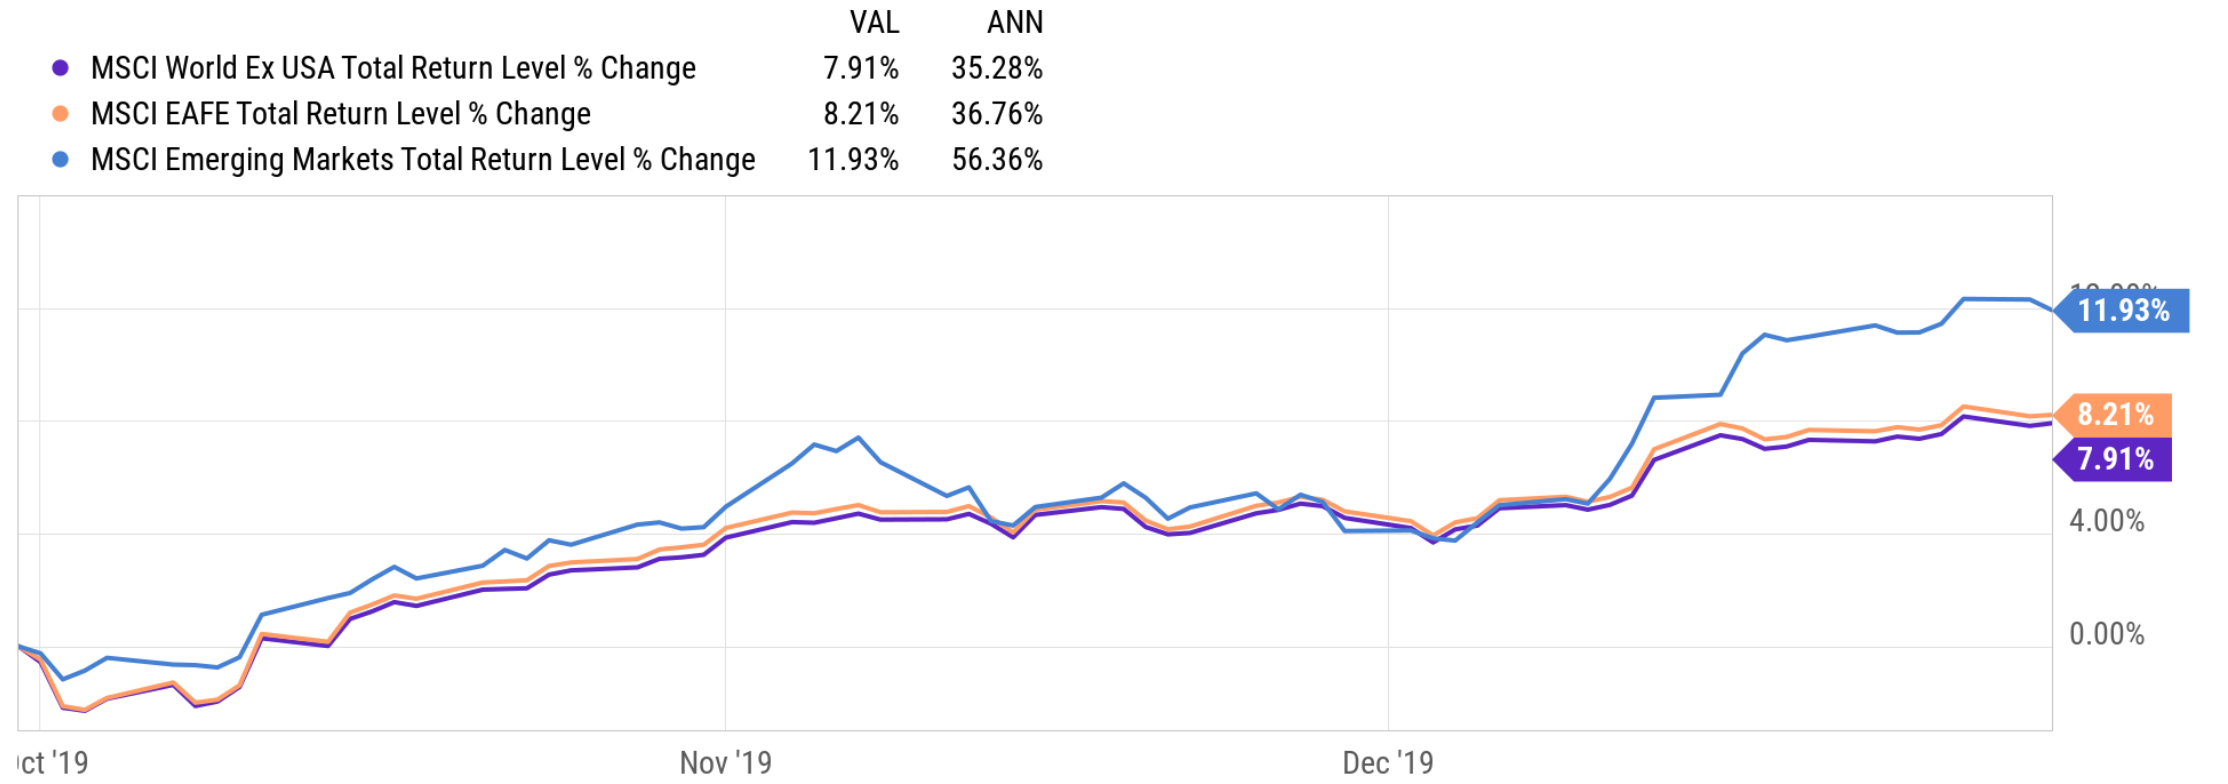 VAL ANN
MSCI World Ex USA Total Return Level % Change 7.91% 35.28%
MSCI EAFE Total Return Level % Change 8.21% 36.76%
MSCI Emerging Markets Total Return Level % Change 11.93% 56.36%
11.93%
8.21%
7.91%
4.00%
0.00%
ct '19 Nov '19 Dec '19